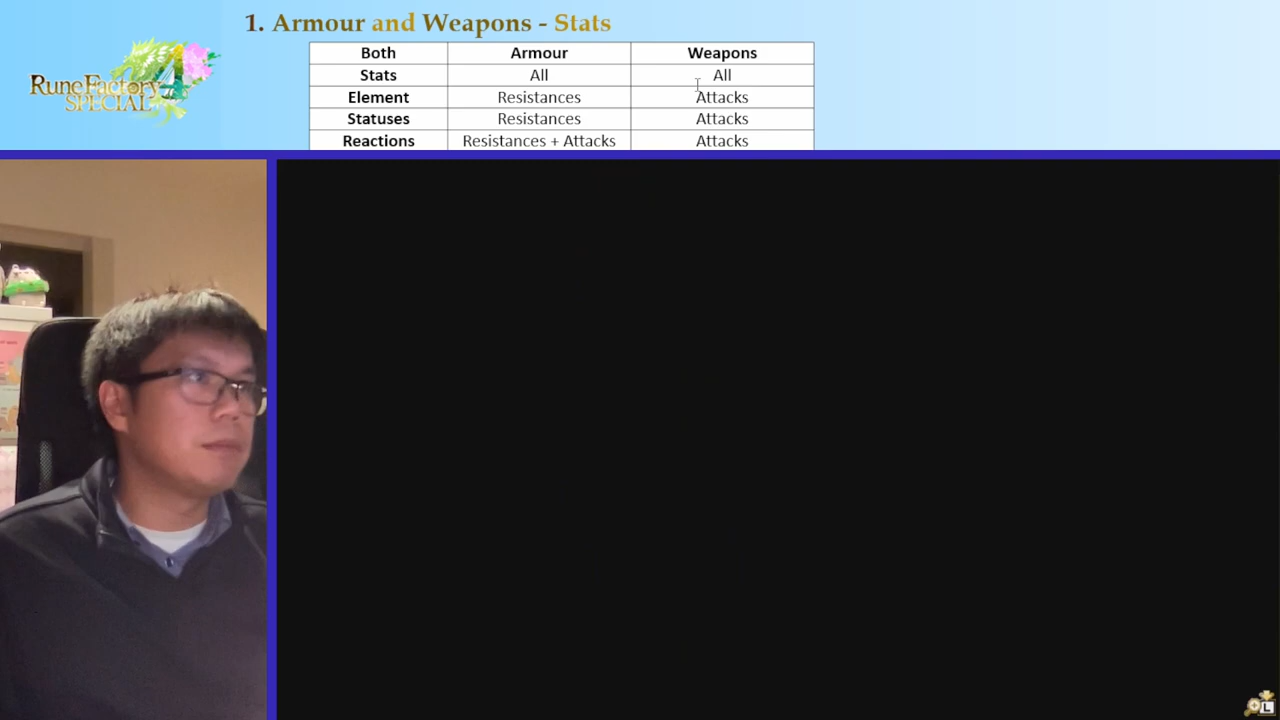 1. Armour and Weapons - Stats
Rune Factory 4
SPECIAL
Both Armour Weapons
Stats All All
Element Resistances Attacks
Statuses Resistances Attacks
Reactions Resistances + Attacks Attacks
L